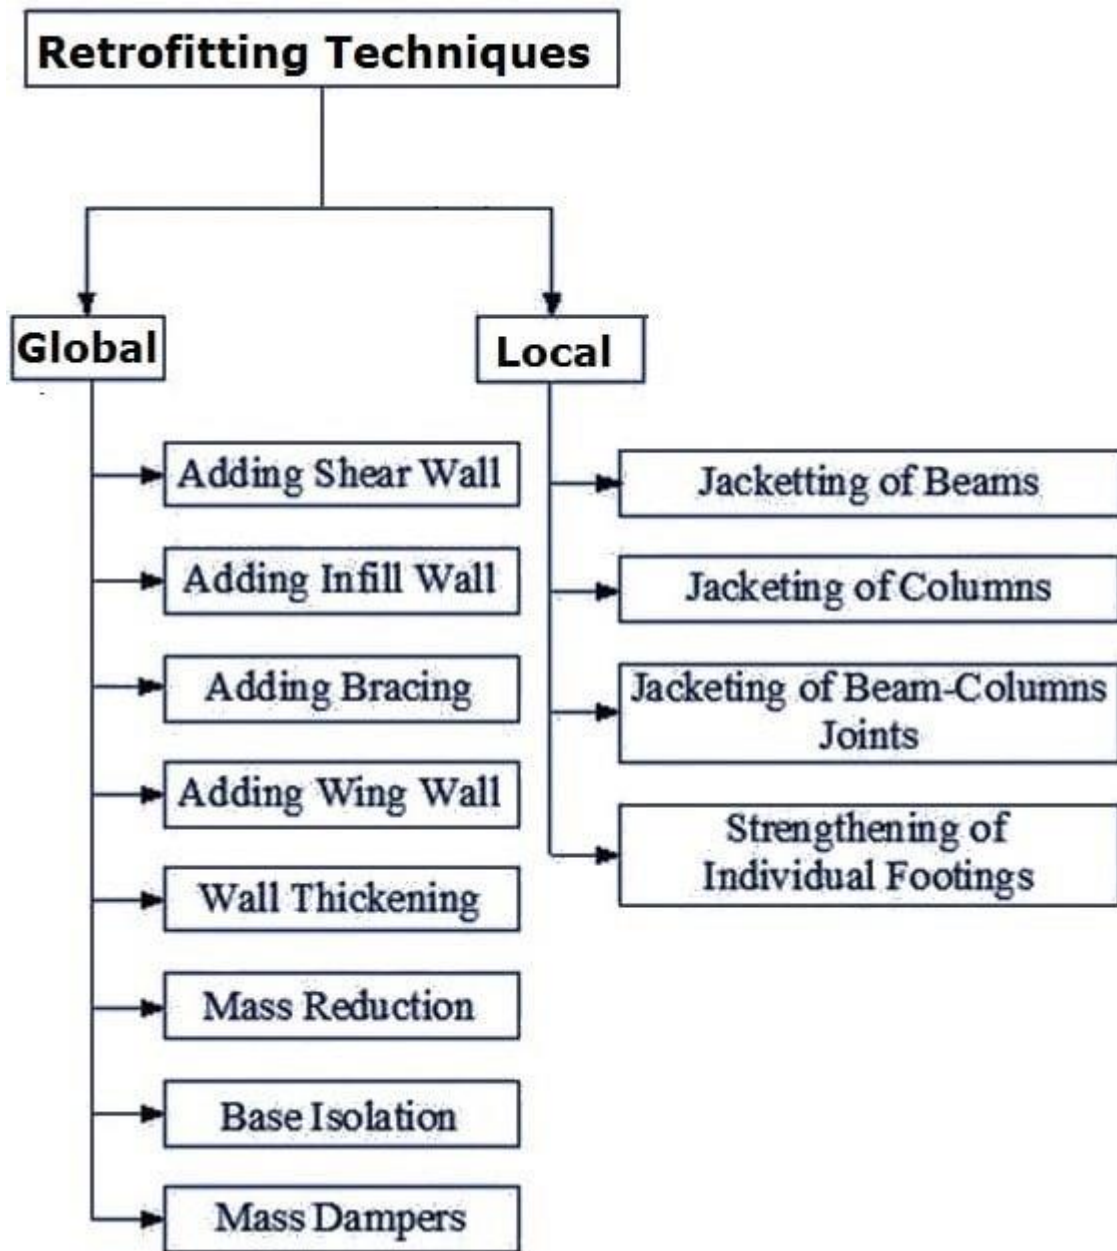 Retrofitting Techniques
Global
Local
Adding Shear Wall
Adding Infill Wall
Adding Bracing
Adding Wing Wall
Wall Thickening
Mass Reduction
Base Isolation
Mass Dampers
Jacketting of Beams
Jacketing of Columns
Jacketing of Beam-Columns
Joints
Strengthening of
Individual Footings